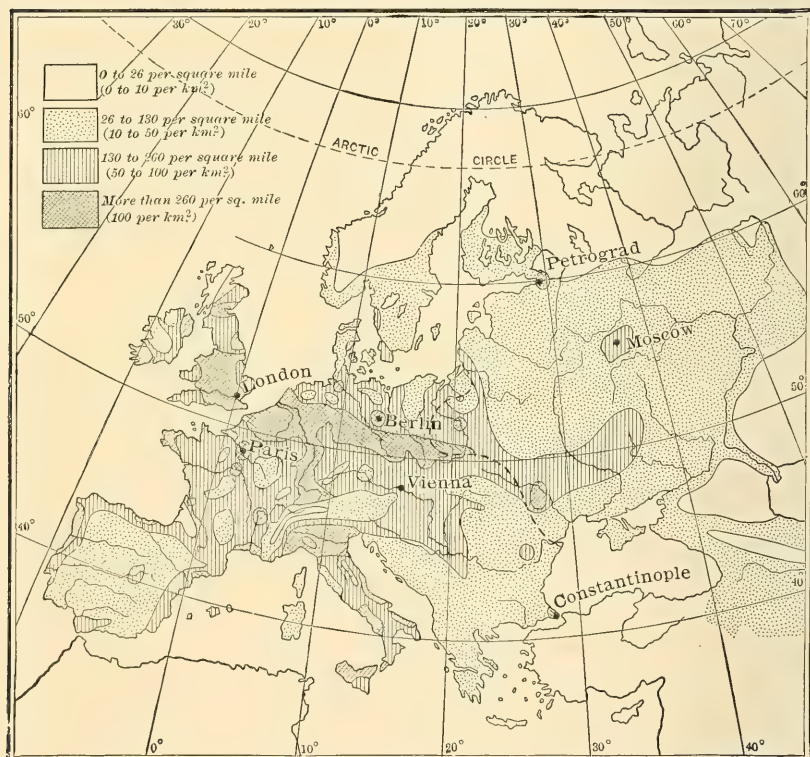 30°
20°
10°
0°
10°
20°
30°
40°
50°
60°
70°
0 to 26 per square mile
(0 to 10 per km²)
26 to 130 per square mile
(10 to 50 per km²)
130 to 260 per square mile
(50 to 100 per km²)
More than 260 per sq. mile
(100 per km²)
60°
ARCTIC CIRCLE
60°
Petrograd
50°
Moscow
London
50°
Berlin
Paris
Vienna
40°
40
Constantinople
0°
10°
20°
30°
40°